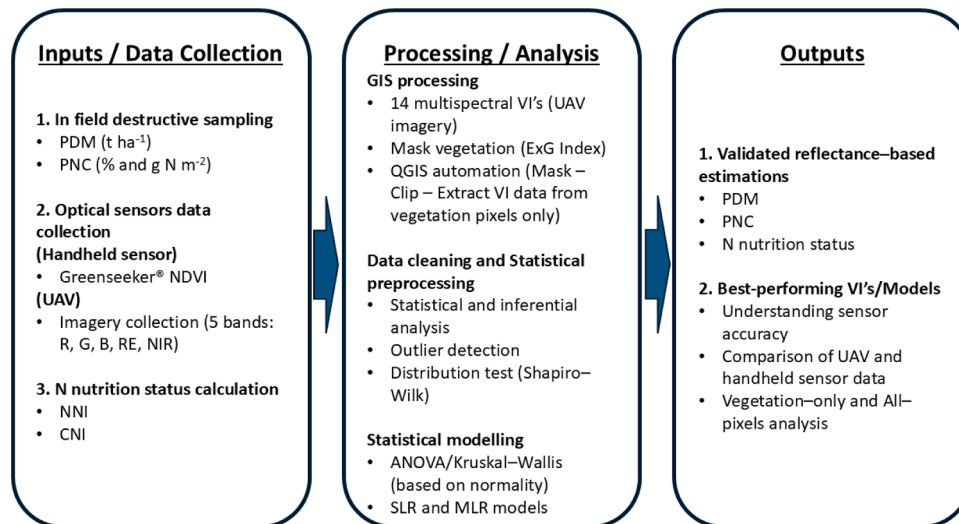 Inputs / Data Collection
1. In field destructive sampling
• PDM (t ha⁻¹)
• PNC (% and g N m⁻²)
2. Optical sensors data
collection
(Handheld sensor)
• Greenseeker® NDVI
(UAV)
• Imagery collection (5 bands:
R, G, B, RE, NIR)
3. N nutrition status calculation
• NNI
• CNI
Processing / Analysis
GIS processing
• 14 multispectral VI's (UAV
imagery)
• Mask vegetation (ExG Index)
• QGIS automation (Mask –
Clip – Extract VI data from
vegetation pixels only)
Data cleaning and Statistical
preprocessing
• Statistical and inferential
analysis
• Outlier detection
• Distribution test (Shapiro–
Wilk)
Statistical modelling
• ANOVA/Kruskal–Wallis
(based on normality)
• SLR and MLR models
Outputs
1. Validated reflectance–based
estimations
• PDM
• PNC
• N nutrition status
2. Best-performing VI's/Models
• Understanding sensor
accuracy
• Comparison of UAV and
handheld sensor data
• Vegetation–only and All–
pixels analysis